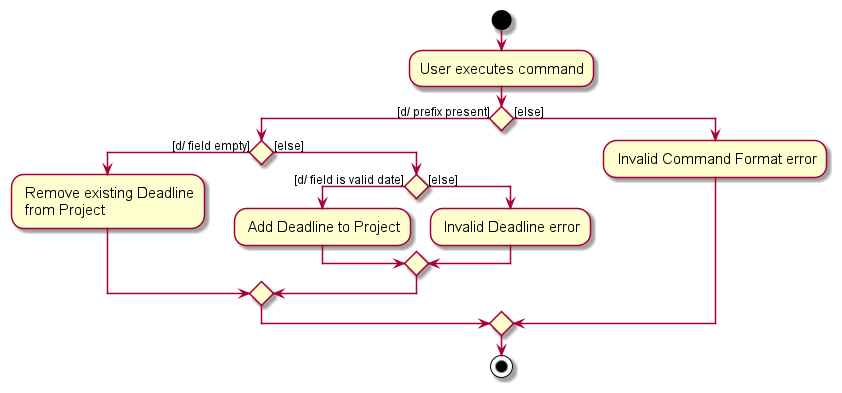 User executes command
[d/ prefix present]
[else]
[d/ field empty]
[else]
Invalid Command Format error
[d/ field is valid date]
[else]
Remove existing Deadline
from Project
Add Deadline to Project
Invalid Deadline error